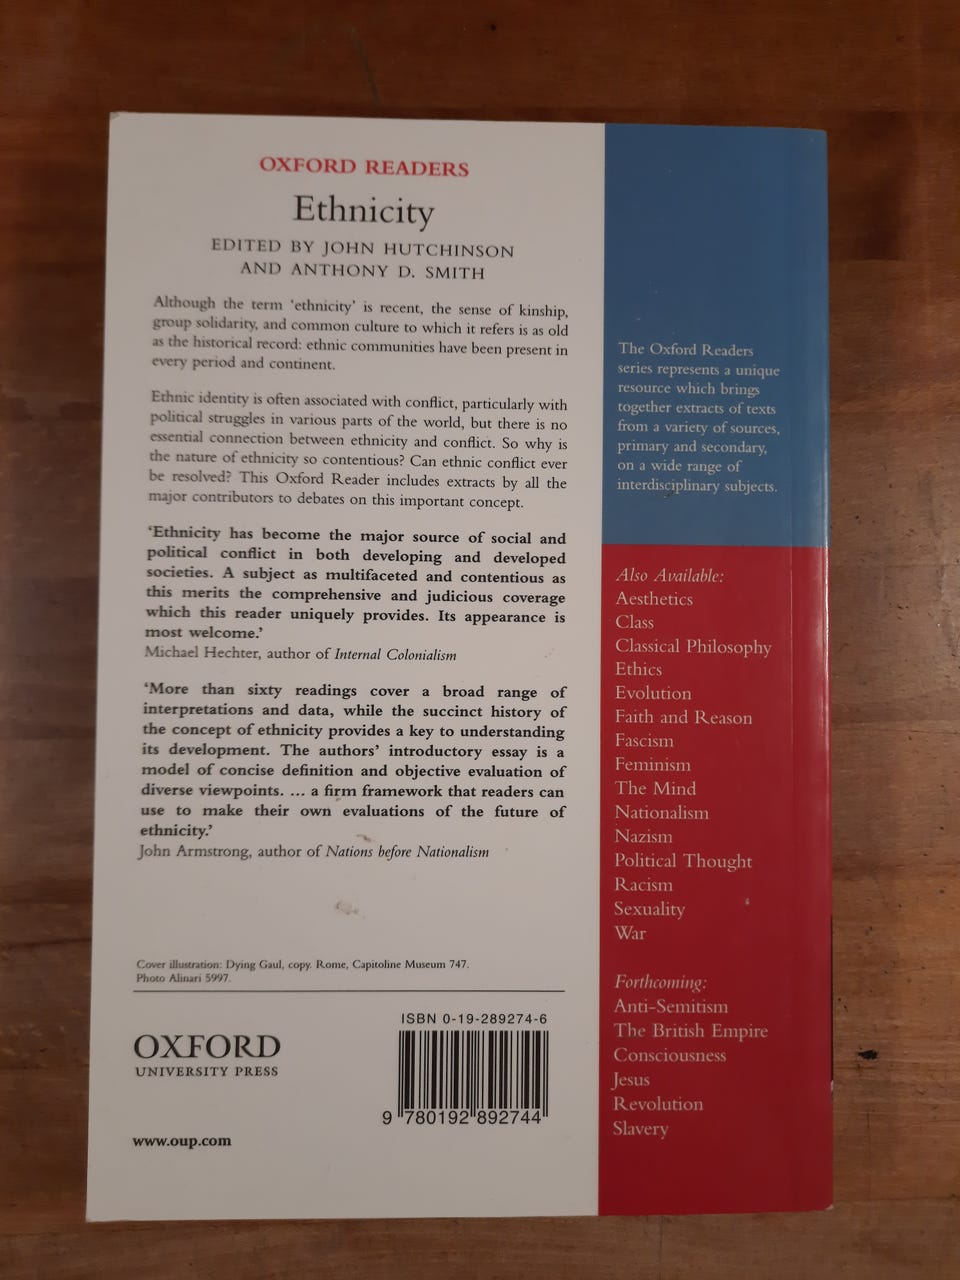 OXFORD READERS
Ethnicity
EDITED BY JOHN HUTCHINSON
AND ANTHONY D. SMITH
Although the term ‘ethnicity’ is recent, the sense of kinship,
group solidarity, and common culture to which it refers is as old
as the historical record: ethnic communities have been present in
every period and continent.
Ethnic identity is often associated with conflict, particularly with
political struggles in various parts of the world, but there is no
essential connection between ethnicity and conflict. So why is
the nature of ethnicity so contentious? Can ethnic conflict ever
be resolved? This Oxford Reader includes extracts by all the
major contributors to debates on this important concept.
‘Ethnicity has become the major source of social and
political conflict in both developing and developed
societies. A subject as multifaceted and contentious as
this merits the comprehensive and judicious coverage
which this reader uniquely provides. Its appearance is
most welcome.’
Michael Hechter, author of Internal Colonialism
‘More than sixty readings cover a broad range of
interpretations and data, while the succinct history of
the concept of ethnicity provides a key to understanding
its development. The authors’ introductory essay is a
model of concise definition and objective evaluation of
diverse viewpoints. ... a firm framework that readers can
use to make their own evaluations of the future of
ethnicity.’
John Armstrong, author of Nations before Nationalism
Cover illustration: Dying Gaul, copy. Rome, Capitoline Museum 747.
Photo Alinari 5997.
OXFORD
UNIVERSITY PRESS
www.oup.com
ISBN 0-19-289274-6
9 780192 892744
The Oxford Readers
series represents a unique
resource which brings
together extracts of texts
from a variety of sources,
primary and secondary,
on a wide range of
interdisciplinary subjects.
Also Available:
Aesthetics
Class
Classical Philosophy
Ethics
Evolution
Faith and Reason
Fascism
Feminism
The Mind
Nationalism
Nazism
Political Thought
Racism
Sexuality
War
Forthcoming:
Anti-Semitism
The British Empire
Consciousness
Jesus
Revolution
Slavery